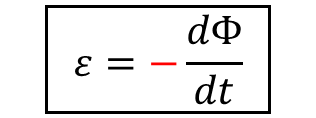 ε = − dΦ/dt